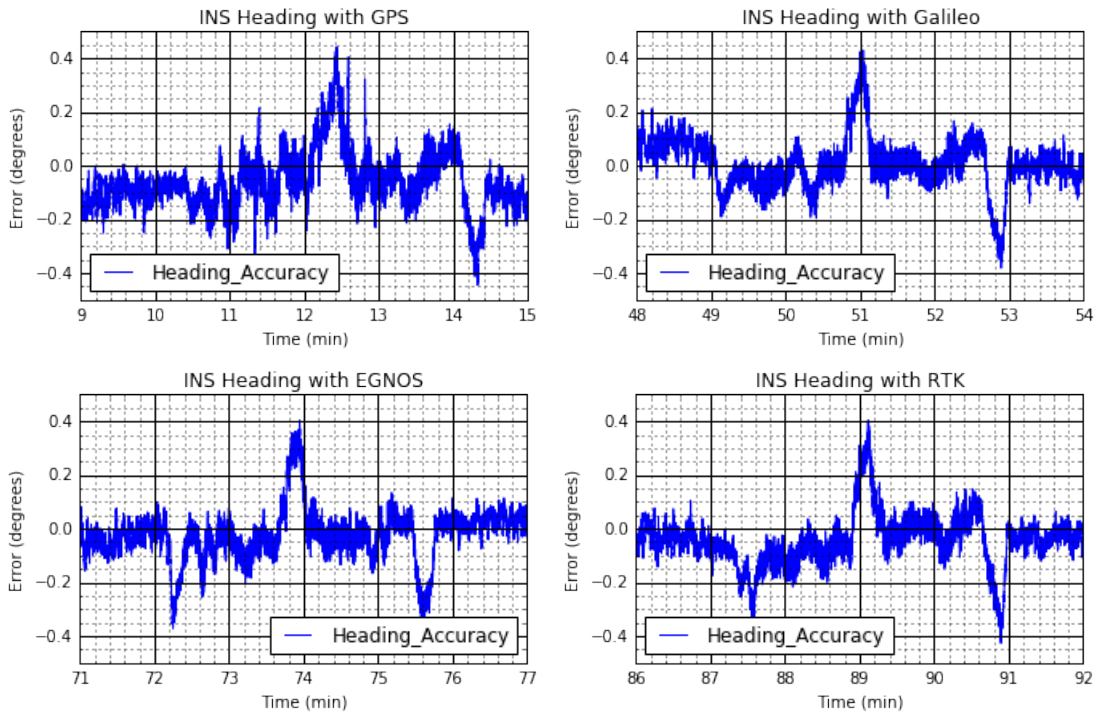 INS Heading with GPS
Error (degrees)
0.4
0.2
0.0
−0.2
−0.4
Heading_Accuracy
9 10 11 12 13 14 15
Time (min)
INS Heading with Galileo
Error (degrees)
0.4
0.2
0.0
−0.2
−0.4
Heading_Accuracy
48 49 50 51 52 53 54
Time (min)
INS Heading with EGNOS
Error (degrees)
0.4
0.2
0.0
−0.2
−0.4
Heading_Accuracy
71 72 73 74 75 76 77
Time (min)
INS Heading with RTK
Error (degrees)
0.4
0.2
0.0
−0.2
−0.4
Heading_Accuracy
86 87 88 89 90 91 92
Time (min)